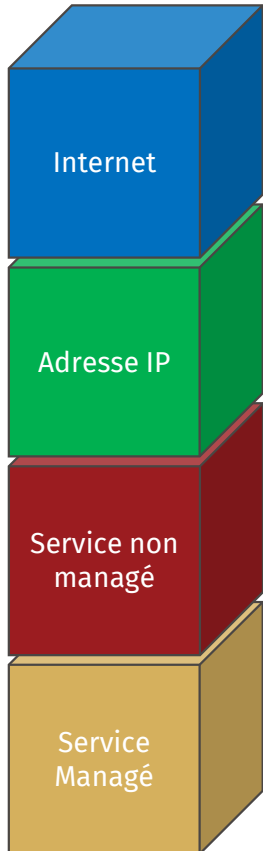 Internet
Adresse IP
Service non
managé
Service
Managé